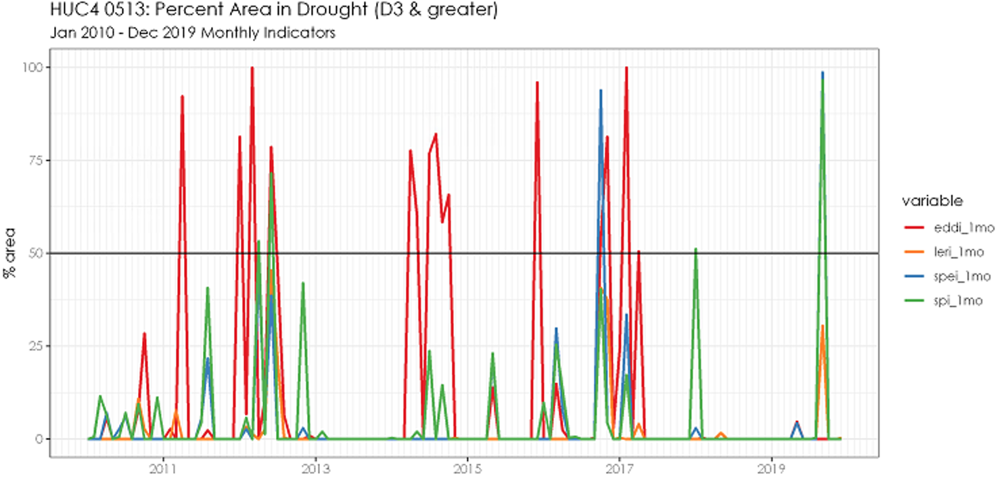 HUC4 0513: Percent Area in Drought (D3 & greater)
Jan 2010 - Dec 2019 Monthly Indicators
100
75
50
25
0
% area
2011
2013
2015
2017
2019
variable
eddi_1mo
leri_1mo
spei_1mo
spi_1mo